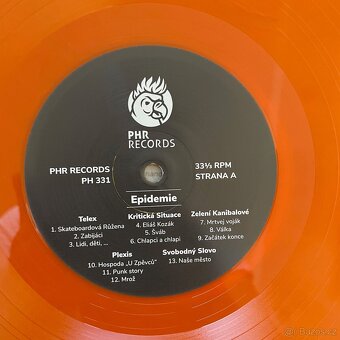 PHR
RECORDS
PHR RECORDS
PH 331
33⅓ RPM
STRANA A
Epidemie
Telex
1. Skateboardová Růžena
2. Zabijáci
3. Lidi, děti, ...
Kritická Situace
4. Eliáš Kozák
5. Šváb
6. Chlapci a chlapi
Zelení Kanibalové
7. Mrtvej voják
8. Válka
9. Začátek konce
Plexis
10. Hospoda „U Zpěvců"
11. Punk story
12. Mrož
Svobodný Slovo
13. Naše město